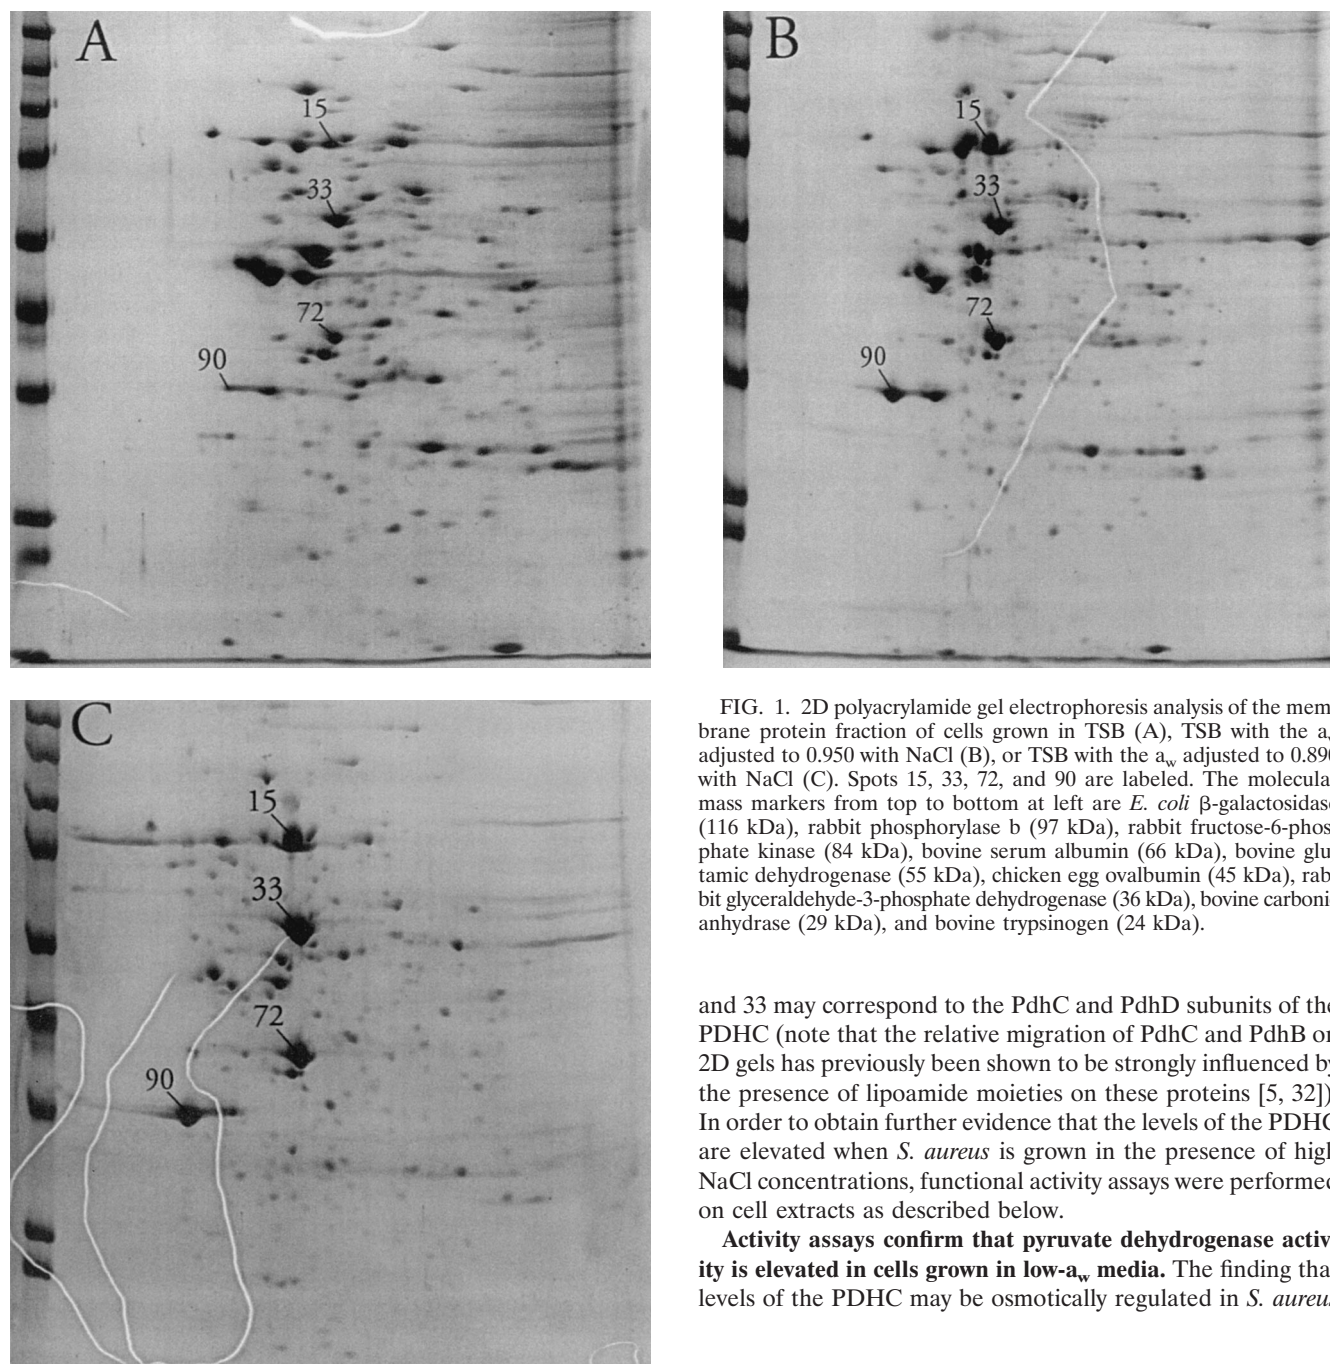 A
15
33
72
90
B
15
33
72
90
C
15
33
72
90
FIG. 1. 2D polyacrylamide gel electrophoresis analysis of the mem
brane protein fraction of cells grown in TSB (A), TSB with the a
adjusted to 0.950 with NaCl (B), or TSB with the aw adjusted to 0.890
with NaCl (C). Spots 15, 33, 72, and 90 are labeled. The molecula
mass markers from top to bottom at left are E. coli β-galactosidase
(116 kDa), rabbit phosphorylase b (97 kDa), rabbit fructose-6-phos
phate kinase (84 kDa), bovine serum albumin (66 kDa), bovine glu
tamic dehydrogenase (55 kDa), chicken egg ovalbumin (45 kDa), rab
bit glyceraldehyde-3-phosphate dehydrogenase (36 kDa), bovine carboni
anhydrase (29 kDa), and bovine trypsinogen (24 kDa).
and 33 may correspond to the PdhC and PdhD subunits of the
PDHC (note that the relative migration of PdhC and PdhB on
2D gels has previously been shown to be strongly influenced by
the presence of lipoamide moieties on these proteins [5, 32])
In order to obtain further evidence that the levels of the PDHC
are elevated when S. aureus is grown in the presence of high
NaCl concentrations, functional activity assays were performed
on cell extracts as described below.
Activity assays confirm that pyruvate dehydrogenase activ
ity is elevated in cells grown in low-aw media. The finding tha
levels of the PDHC may be osmotically regulated in S. aureus